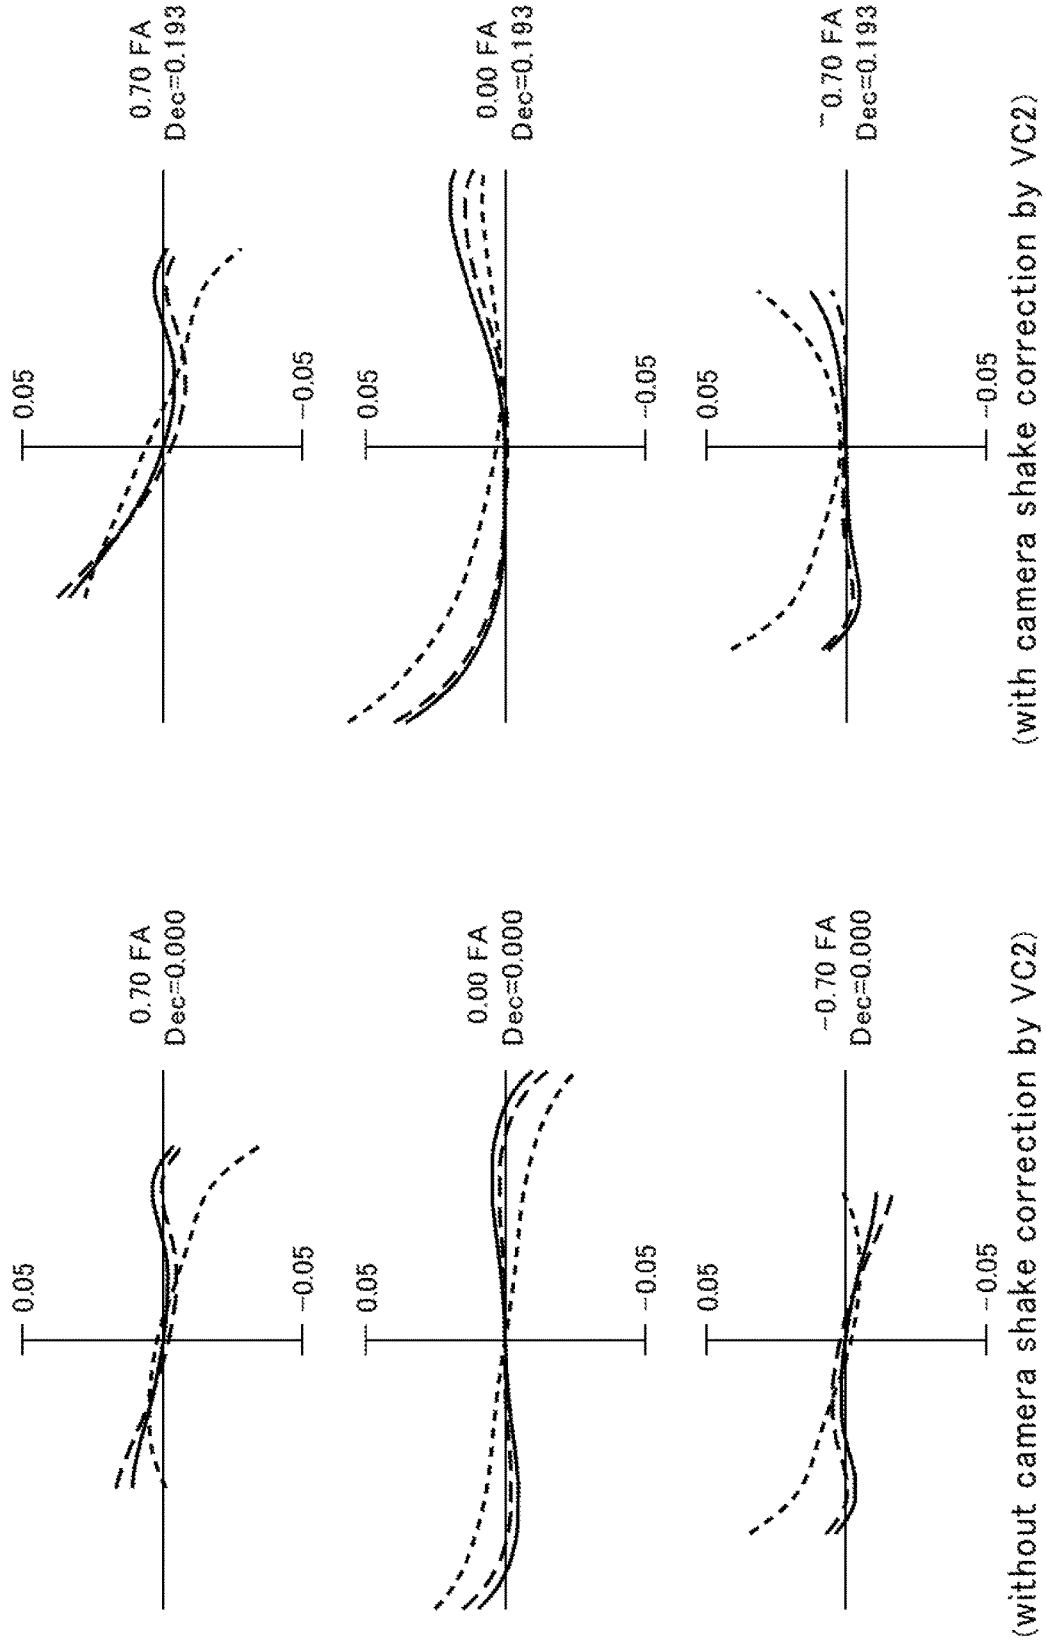 0.70 FA
Dec=0.000
0.05
-0.05
0.00 FA
Dec=0.000
0.05
-0.05
-0.70 FA
Dec=0.000
0.05
-0.05
(without camera shake correction by VC2)
0.70 FA
Dec=0.193
0.05
-0.05
0.00 FA
Dec=0.193
0.05
-0.05
-0.70 FA
Dec=0.193
0.05
-0.05
(with camera shake correction by VC2)